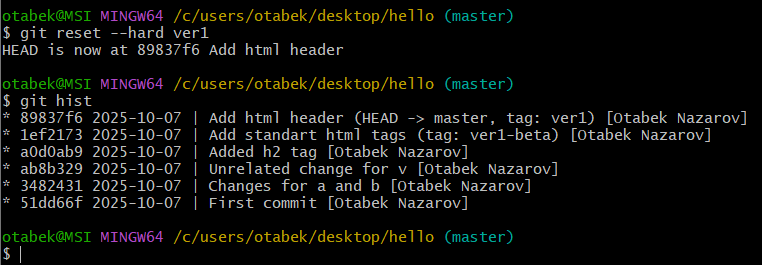 otabek@MSI MINGW64 /c/users/otabek/desktop/hello (master)
$ git reset --hard ver1
HEAD is now at 89837f6 Add html header
otabek@MSI MINGW64 /c/users/otabek/desktop/hello (master)
$ git hist
* 89837f6 2025-10-07 | Add html header (HEAD -> master, tag: ver1) [Otabek Nazarov]
* 1ef2173 2025-10-07 | Add standart html tags (tag: ver1-beta) [Otabek Nazarov]
* a0d0ab9 2025-10-07 | Added h2 tag [Otabek Nazarov]
* ab8b329 2025-10-07 | Unrelated change for v [Otabek Nazarov]
* 3482431 2025-10-07 | Changes for a and b [Otabek Nazarov]
* 51dd66f 2025-10-07 | First commit [Otabek Nazarov]
otabek@MSI MINGW64 /c/users/otabek/desktop/hello (master)
$